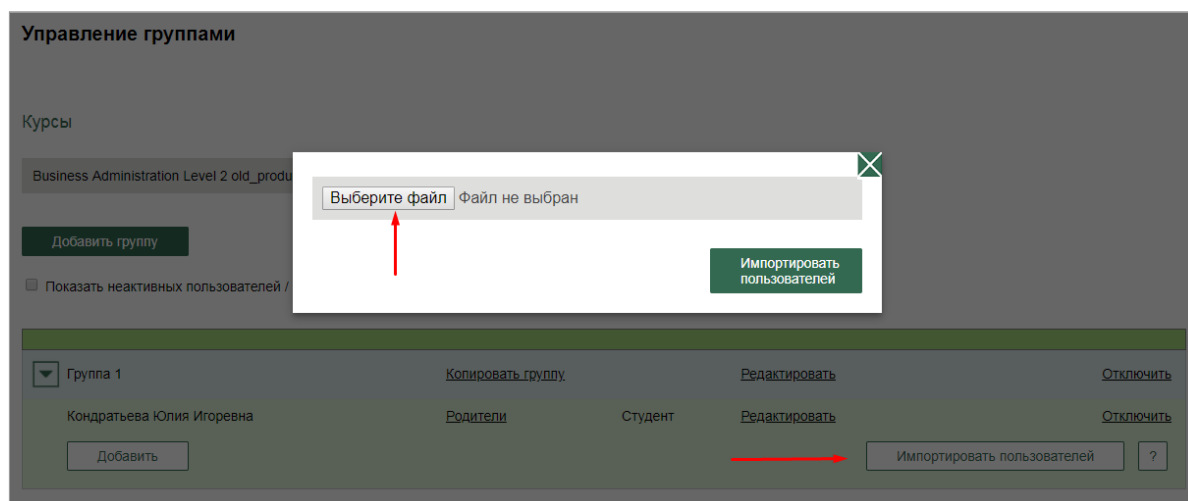 Управление группами
Курсы
Business Administration Level 2 old_produ
Выберите файл Файл не выбран
Добавить группу
Импортировать
пользователей
Показать неактивных пользователей /
Группа 1 Копировать группу Редактировать Отключить
Кондратьева Юлия Игоревна Родители Студент Редактировать Отключить
Добавить Импортировать пользователей ?